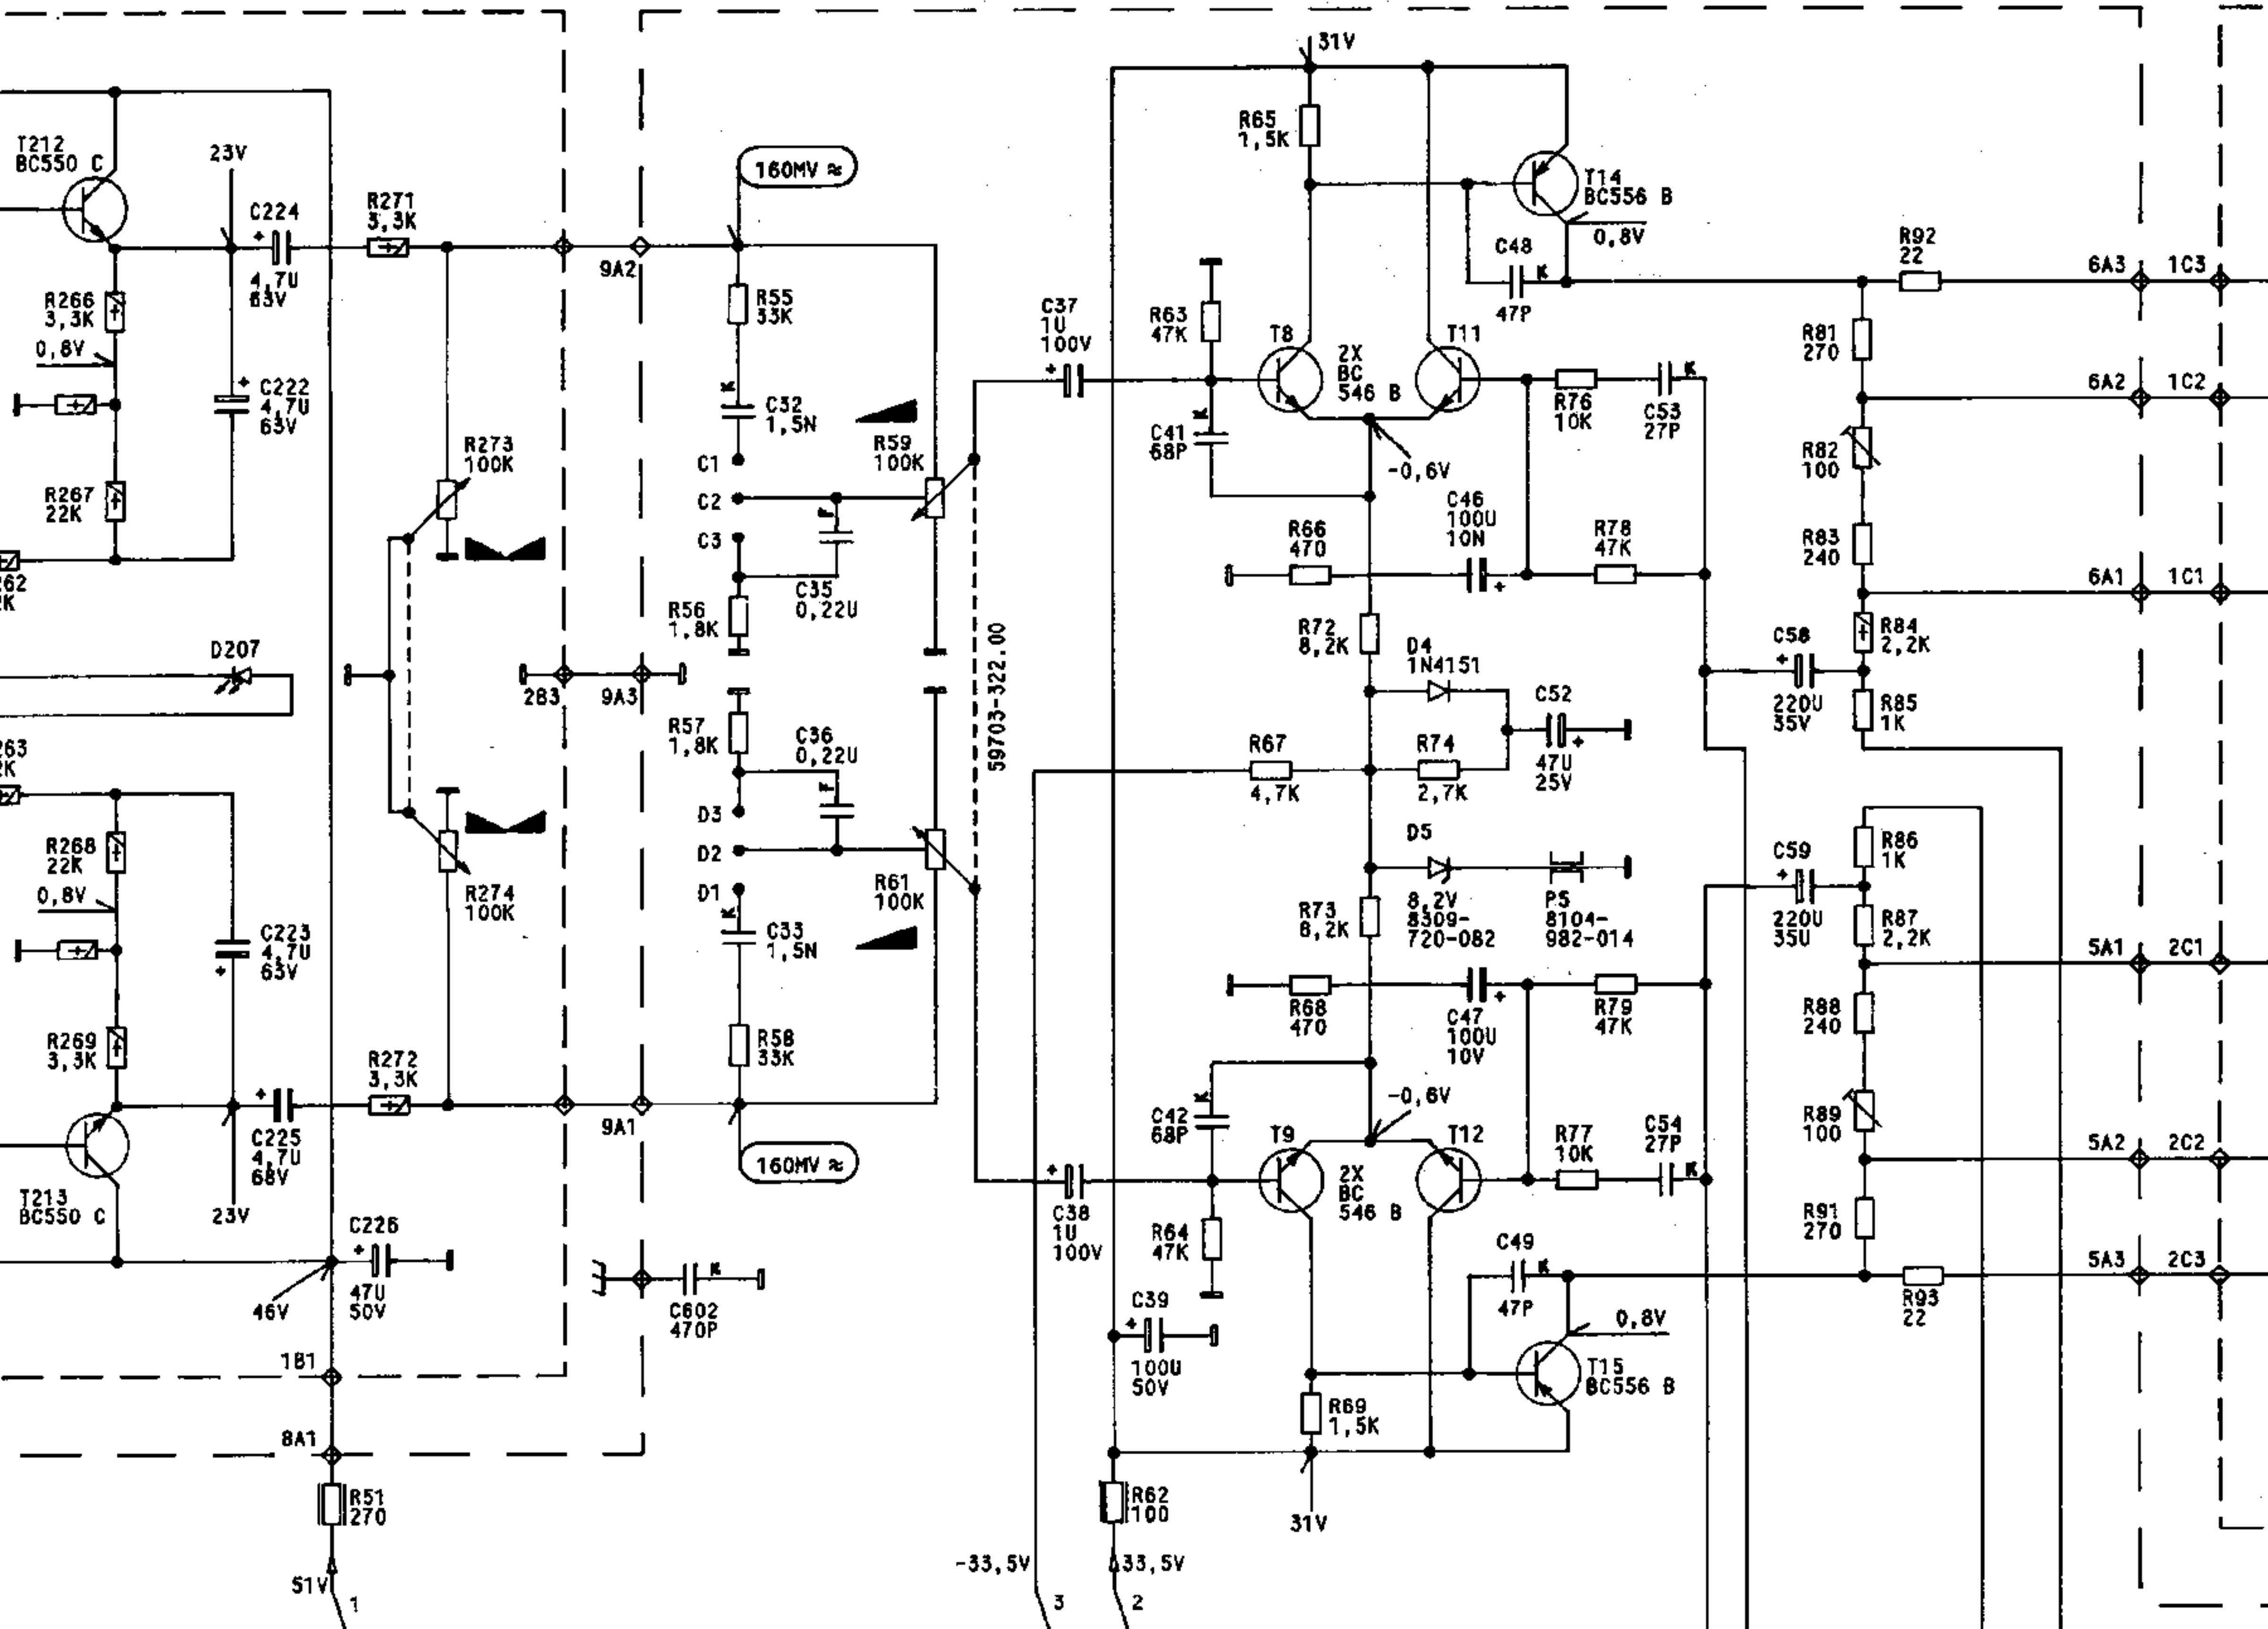 T212
BC550 C
23V
C224
+
4,7U
63V
R271
3,3K
R266
3,3K
0,8V
+
C222
4,7U
63V
R267
22K
262
2K
R273
100K
D207
263
2K
R268
22K
0,8V
C223
4,7U
63V
+
R274
100K
R269
3,3K
R272
3,3K
+
C225
4,7U
68V
T213
BC550 C
23V
C226
+
47U
50V
46V
1B1
8A1
R51
270
51V
1
2B3
9A3
9A2
9A1
160MV ≈
R55
33K
K
C32
1,5N
C1
C2
C3
R59
100K
F
C35
0,22U
R56
1,8K
R57
1,8K
C36
0,22U
F
D3
D2
D1
R61
100K
K
C33
1,5N
R58
33K
160MV ≈
C602
470P
K
59703-322.00
31V
R65
1,5K
T14
BC556 B
0,8V
C48
K
47P
C37
1U
100V
+
R63
47K
T8
2X
BC
546 B
T11
K
C41
68P
-0,6V
R76
10K
C53
27P
K
R66
470
C46
100U
10N
+
R78
47K
R72
8,2K
D4
1N4151
C52
+
47U
25V
R67
4,7K
R74
2,7K
D5
8,2V
8309-
720-082
P5
8104-
982-014
R73
8,2K
R68
470
C47
100U
10V
+
R79
47K
K
C42
68P
-0,6V
T9
2X
BC
546 B
T12
R77
10K
C54
27P
K
+
C38
1U
100V
R64
47K
C39
+
100U
50V
C49
K
47P
0,8V
T15
BC556 B
R69
1,5K
31V
R62
100
-33,5V
3
33,5V
2
R92
22
6A3
1C3
R81
270
6A2
1C2
R82
100
R83
240
6A1
1C1
R84
2,2K
C58
+
220U
35V
R85
1K
R86
1K
C59
+
220U
35U
R87
2,2K
5A1
2C1
R88
240
R89
100
5A2
2C2
R91
270
5A3
2C3
R93
22